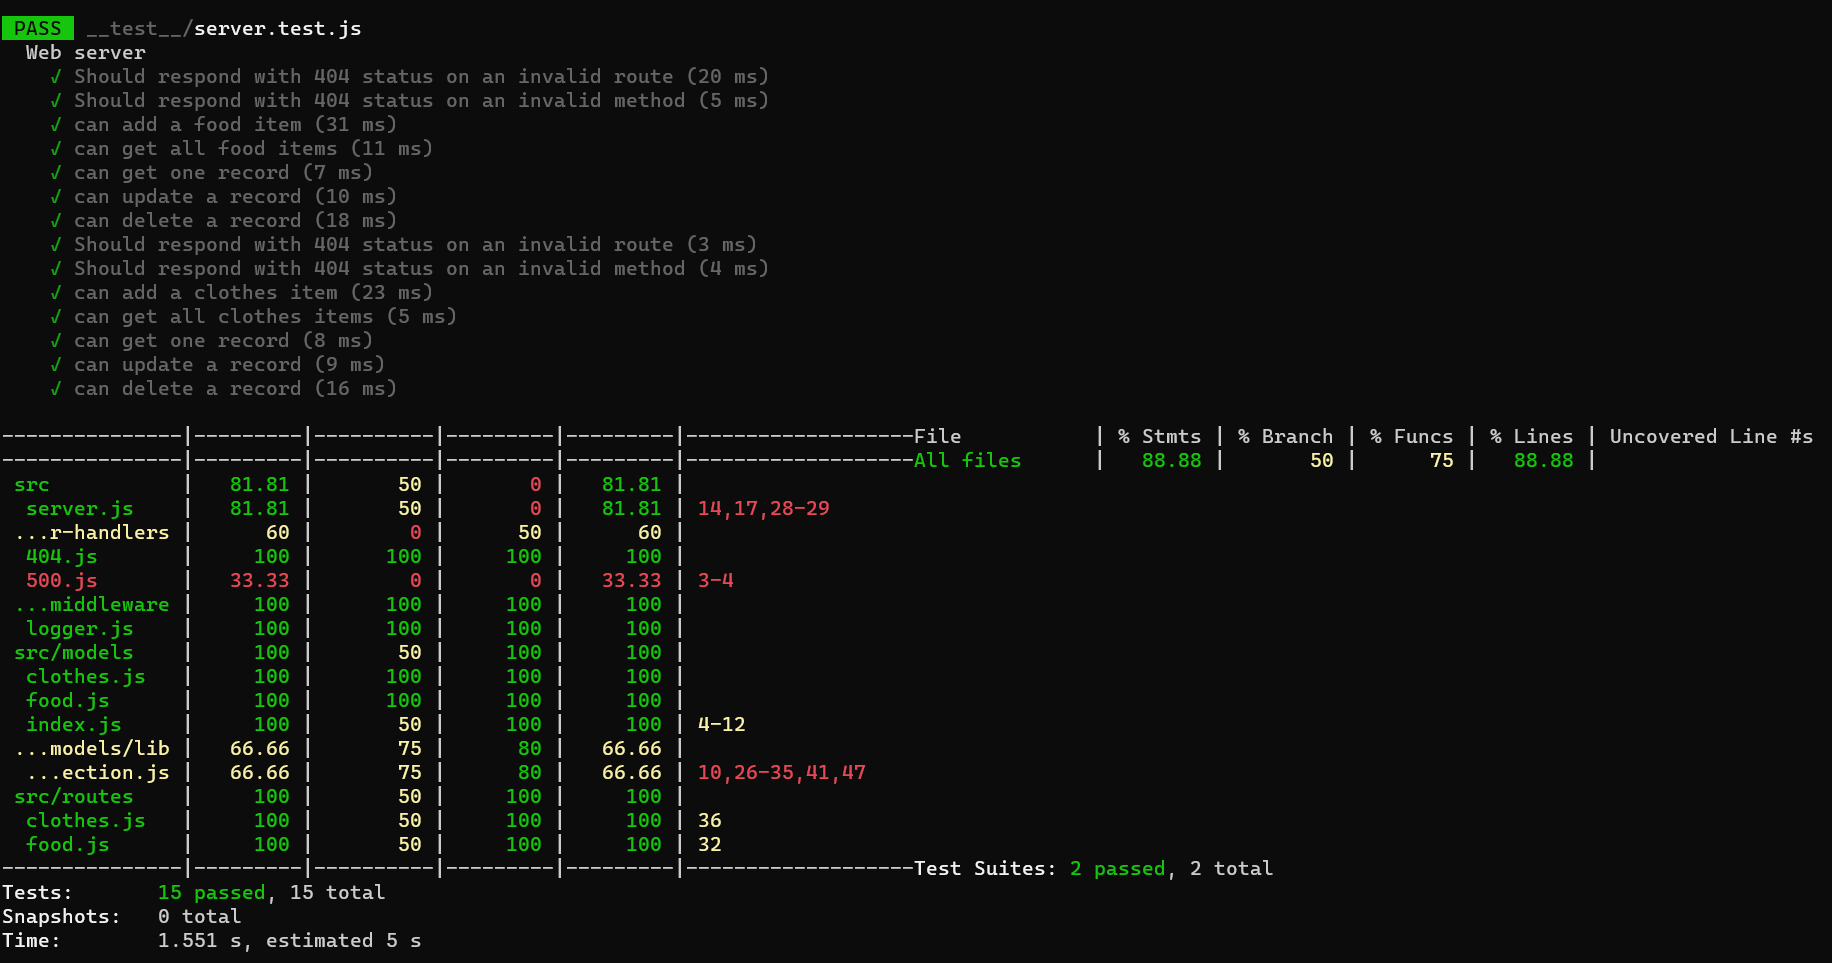 PASS __test__/server.test.js
Web server
√ Should respond with 404 status on an invalid route (20 ms)
√ Should respond with 404 status on an invalid method (5 ms)
√ can add a food item (31 ms)
√ can get all food items (11 ms)
√ can get one record (7 ms)
√ can update a record (10 ms)
√ can delete a record (18 ms)
√ Should respond with 404 status on an invalid route (3 ms)
√ Should respond with 404 status on an invalid method (4 ms)
√ can add a clothes item (23 ms)
√ can get all clothes items (5 ms)
√ can get one record (8 ms)
√ can update a record (9 ms)
√ can delete a record (16 ms)
---------------|---------|----------|---------|---------|-------------------File | % Stmts | % Branch | % Funcs | % Lines | Uncovered Line #s
---------------|---------|----------|---------|---------|-------------------All files | 88.88 | 50 | 75 | 88.88 |
src | 81.81 | 50 | 0 | 81.81 |
server.js | 81.81 | 50 | 0 | 81.81 | 14,17,28-29
...r-handlers | 60 | 0 | 50 | 60 |
404.js | 100 | 100 | 100 | 100 |
500.js | 33.33 | 0 | 0 | 33.33 | 3-4
...middleware | 100 | 100 | 100 | 100 |
logger.js | 100 | 100 | 100 | 100 |
src/models | 100 | 50 | 100 | 100 |
clothes.js | 100 | 100 | 100 | 100 |
food.js | 100 | 100 | 100 | 100 |
index.js | 100 | 50 | 100 | 100 | 4-12
...models/lib | 66.66 | 75 | 80 | 66.66 |
...ection.js | 66.66 | 75 | 80 | 66.66 | 10,26-35,41,47
src/routes | 100 | 50 | 100 | 100 |
clothes.js | 100 | 50 | 100 | 100 | 36
food.js | 100 | 50 | 100 | 100 | 32
---------------|---------|----------|---------|---------|-------------------Test Suites: 2 passed, 2 total
Tests: 15 passed, 15 total
Snapshots: 0 total
Time: 1.551 s, estimated 5 s